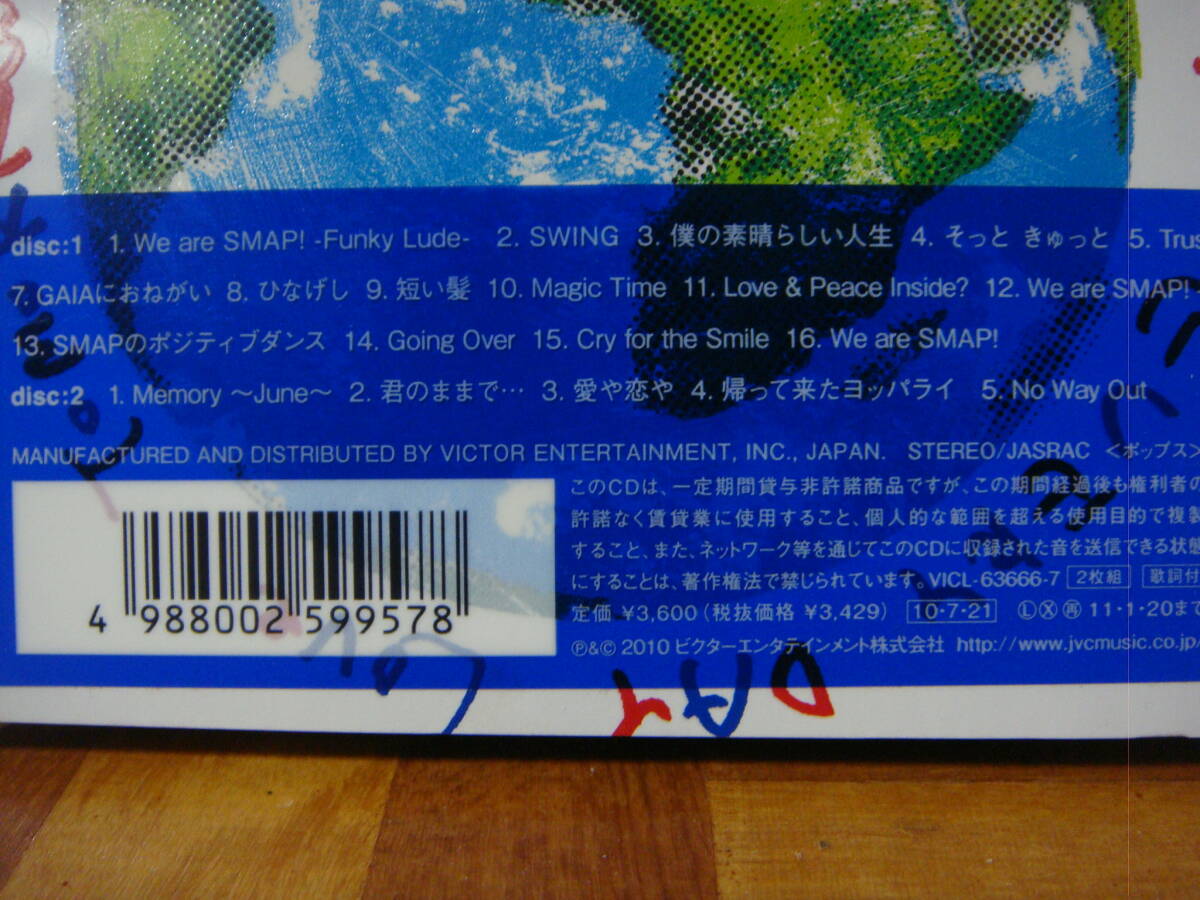 disc:1 1. We are SMAP! -Funky Lude- 2. SWING 3. 僕の素晴らしい人生 4. そっと きゅっと 5. Trus
7. GAIAにおねがい 8. ひなげし 9. 短い髪 10. Magic Time 11. Love & Peace Inside? 12. We are SMAP! -
13. SMAPのポジティブダンス 14. Going Over 15. Cry for the Smile 16. We are SMAP!
disc:2 1. Memory ～June～ 2. 君のままで… 3. 愛や恋や 4. 帰って来たヨッパライ 5. No Way Out
MANUFACTURED AND DISTRIBUTED BY VICTOR ENTERTAINMENT, INC., JAPAN. STEREO/JASRAC <ポップス>
このCDは、一定期間貸与非許諾商品ですが、この期間経過後も権利者の
許諾なく賃貸業に使用すること、個人的な範囲を超える使用目的で複製
すること、また、ネットワーク等を通じてこのCDに収録された音を送信できる状態
にすることは、著作権法で禁じられています。VICL-63666-7 2枚組 歌詞付
定価 ¥3,600（税抜価格 ¥3,429） 10・7・21 Ⓛ Ⓧ 再 11・1・20まで
4 988002 599578
Ⓟ&© 2010 ビクターエンタテインメント株式会社 http://www.jvcmusic.co.jp/
DAY